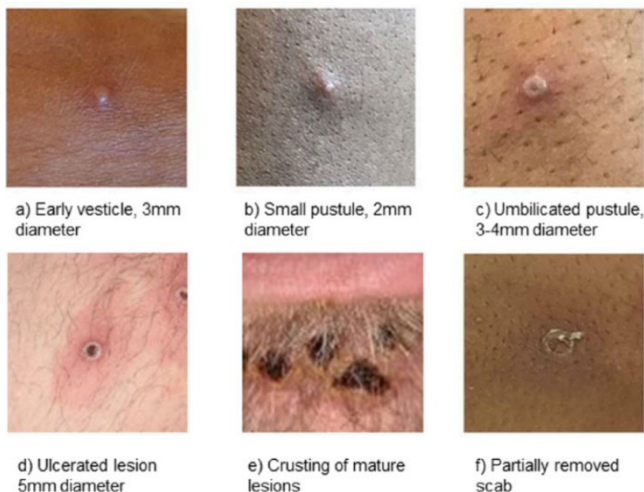 a) Early vesicle, 3mm
diameter
b) Small pustule, 2mm
diameter
c) Umbilicated pustule,
3-4mm diameter
d) Ulcerated lesion
5mm diameter
e) Crusting of mature
lesions
f) Partially removed
scab